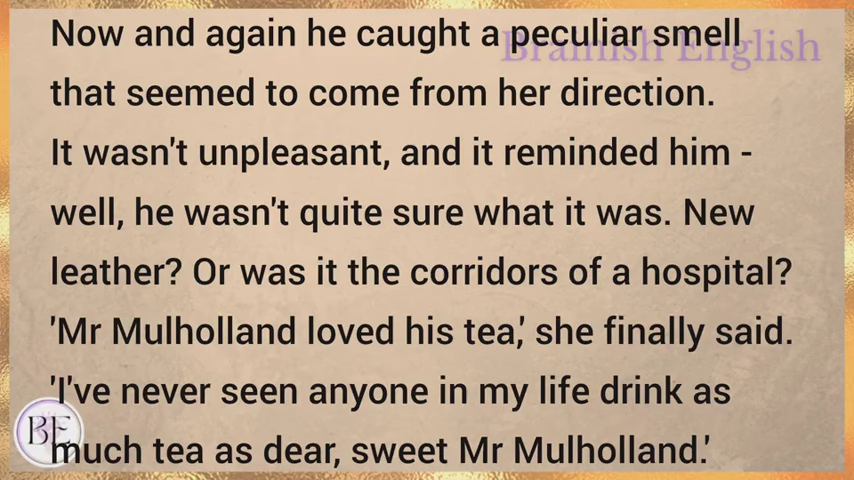 Brainish English
Now and again he caught a peculiar smell
that seemed to come from her direction.
It wasn't unpleasant, and it reminded him -
well, he wasn't quite sure what it was. New
leather? Or was it the corridors of a hospital?
'Mr Mulholland loved his tea,' she finally said.
'I've never seen anyone in my life drink as
much tea as dear, sweet Mr Mulholland.'
BE